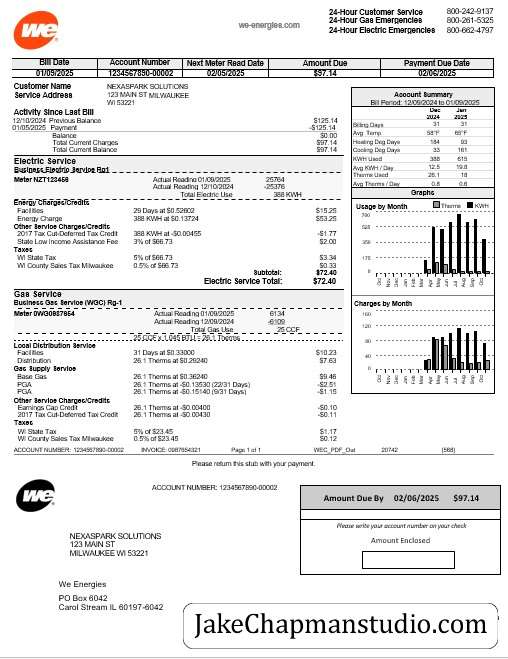 we
we-energies.com
24-Hour Customer Service 800-242-9137
24-Hour Gas Emergencies 800-261-5325
24-Hour Electric Emergencies 800-662-4797
Bill Date Account Number Next Meter Read Date Amount Due Payment Due Date
01/09/2025 1234567890-00002 02/05/2025 $97.14 02/06/2025
Customer Name NEXASPARK SOLUTIONS
Service Address 123 MAIN ST MILWAUKEE
WI 53221
Activity Since Last Bill
12/10/2024 Previous Balance $125.14
01/05/2025 Payment -$125.14
Balance $0.00
Total Current Charges $97.14
Total Current Balance $97.14
Electric Service
Business Electric Service Rg1
Meter NZT123456 Actual Reading 01/09/2025 25764
Actual Reading 12/10/2024 -25376
Total Electric Use 388 KWH
Energy Charges/Credits
Facilities 29 Days at $0.52602 $15.25
Energy Charge 388 KWH at $0.13724 $53.25
Other Service Charges/Credits
2017 Tax Cut-Deferred Tax Credit 388 KWH at -$0.00455 -$1.77
State Low Income Assistance Fee 3% of $66.73 $2.00
Taxes
WI State Tax 5% of $66.73 $3.34
WI County Sales Tax Milwaukee 0.5% of $66.73 $0.33
Subtotal: $72.40
Electric Service Total: $72.40
Gas Service
Business Gas Service (WGC) Rg-1
Meter 0WG0987654 Actual Reading 01/09/2025 6134
Actual Reading 12/09/2024 -6109
Total Gas Use 25 CCF
25 CCF x 1.045 BTU = 26.1 Therms
Local Distribution Service
Facilities 31 Days at $0.33000 $10.23
Distribution 26.1 Therms at $0.29240 $7.63
Gas Supply Service
Base Gas 26.1 Therms at $0.36240 $9.46
PGA 26.1 Therms at -$0.13530 (22/31 Days) -$2.51
PGA 26.1 Therms at -$0.15140 (9/31 Days) -$1.15
Other Service Charges/Credits
Earnings Cap Credit 26.1 Therms at -$0.00400 -$0.10
2017 Tax Cut-Deferred Tax Credit 26.1 Therms at -$0.00430 -$0.11
Taxes
WI State Tax 5% of $23.45 $1.17
WI County Sales Tax Milwaukee 0.5% of $23.45 $0.12
Account Summary
Bill Period: 12/09/2024 to 01/09/2025
Dec Jan
2024 2025
Billing Days 31 31
Avg. Temp. 58°F 65°F
Heating Deg Days 184 93
Cooling Deg Days 33 161
KWH Used 388 615
Avg KWH / Day 12.5 19.8
Therms Used 26.1 18
Avg Therms / Day 0.8 0.6
Graphs
Usage by Month Therms KWH
700
525
350
175
0
Oct Nov Dec Jan Feb Mar Apr May Jun Jul Aug Sep Oct
Charges by Month
160
120
80
40
0
Oct Nov Dec Jan Feb Mar Apr May Jun Jul Aug Sep Oct
ACCOUNT NUMBER: 1234567890-00002 INVOICE: 0987654321 Page 1 of 1 WEC_PDF_Out 20742 (568)
Please return this stub with your payment
we
ACCOUNT NUMBER: 1234567890-00002
Amount Due By 02/06/2025 $97.14
Please write your account number on your check
Amount Enclosed
NEXASPARK SOLUTIONS
123 MAIN ST
MILWAUKEE WI 53221
We Energies
PO Box 6042
Carol Stream IL 60197-6042
JakeChapmanstudio.com